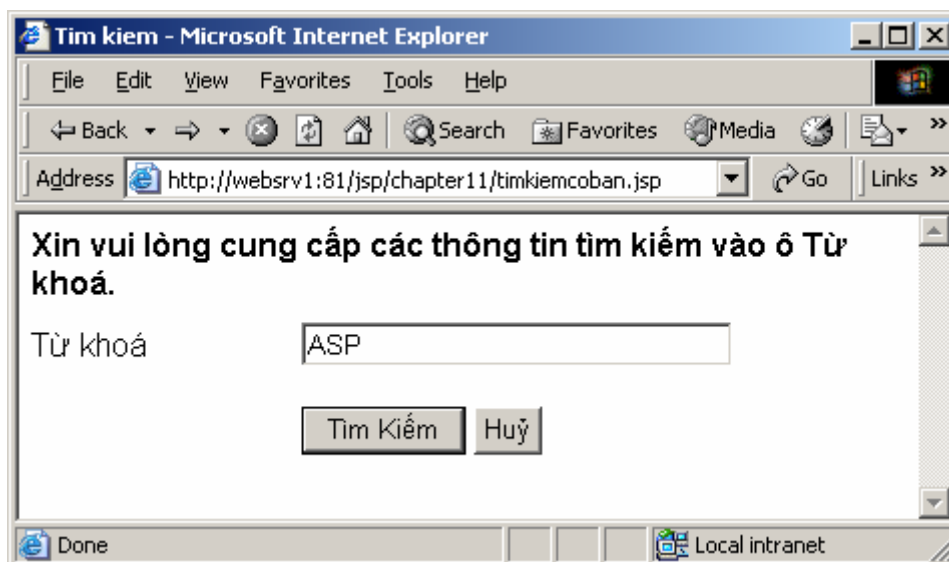 Tim kiem - Microsoft Internet Explorer
File Edit View Favorites Tools Help
Back Search Favorites Media »
Address http://websrv1:81/jsp/chapter11/timkiemcoban.jsp Go Links »
Xin vui lòng cung cấp các thông tin tìm kiếm vào ô Từ
khoá.
Từ khoá ASP
Tìm Kiếm Huỹ
Done Local intranet